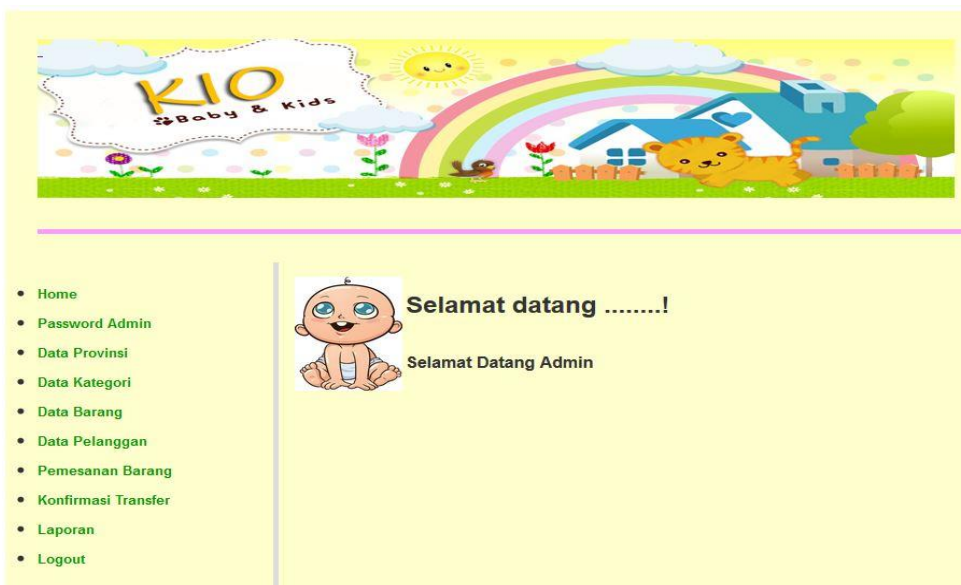 KIO
Baby & Kids
Home
Password Admin
Data Provinsi
Data Kategori
Data Barang
Data Pelanggan
Pemesanan Barang
Konfirmasi Transfer
Laporan
Logout
Selamat datang ........!
Selamat Datang Admin